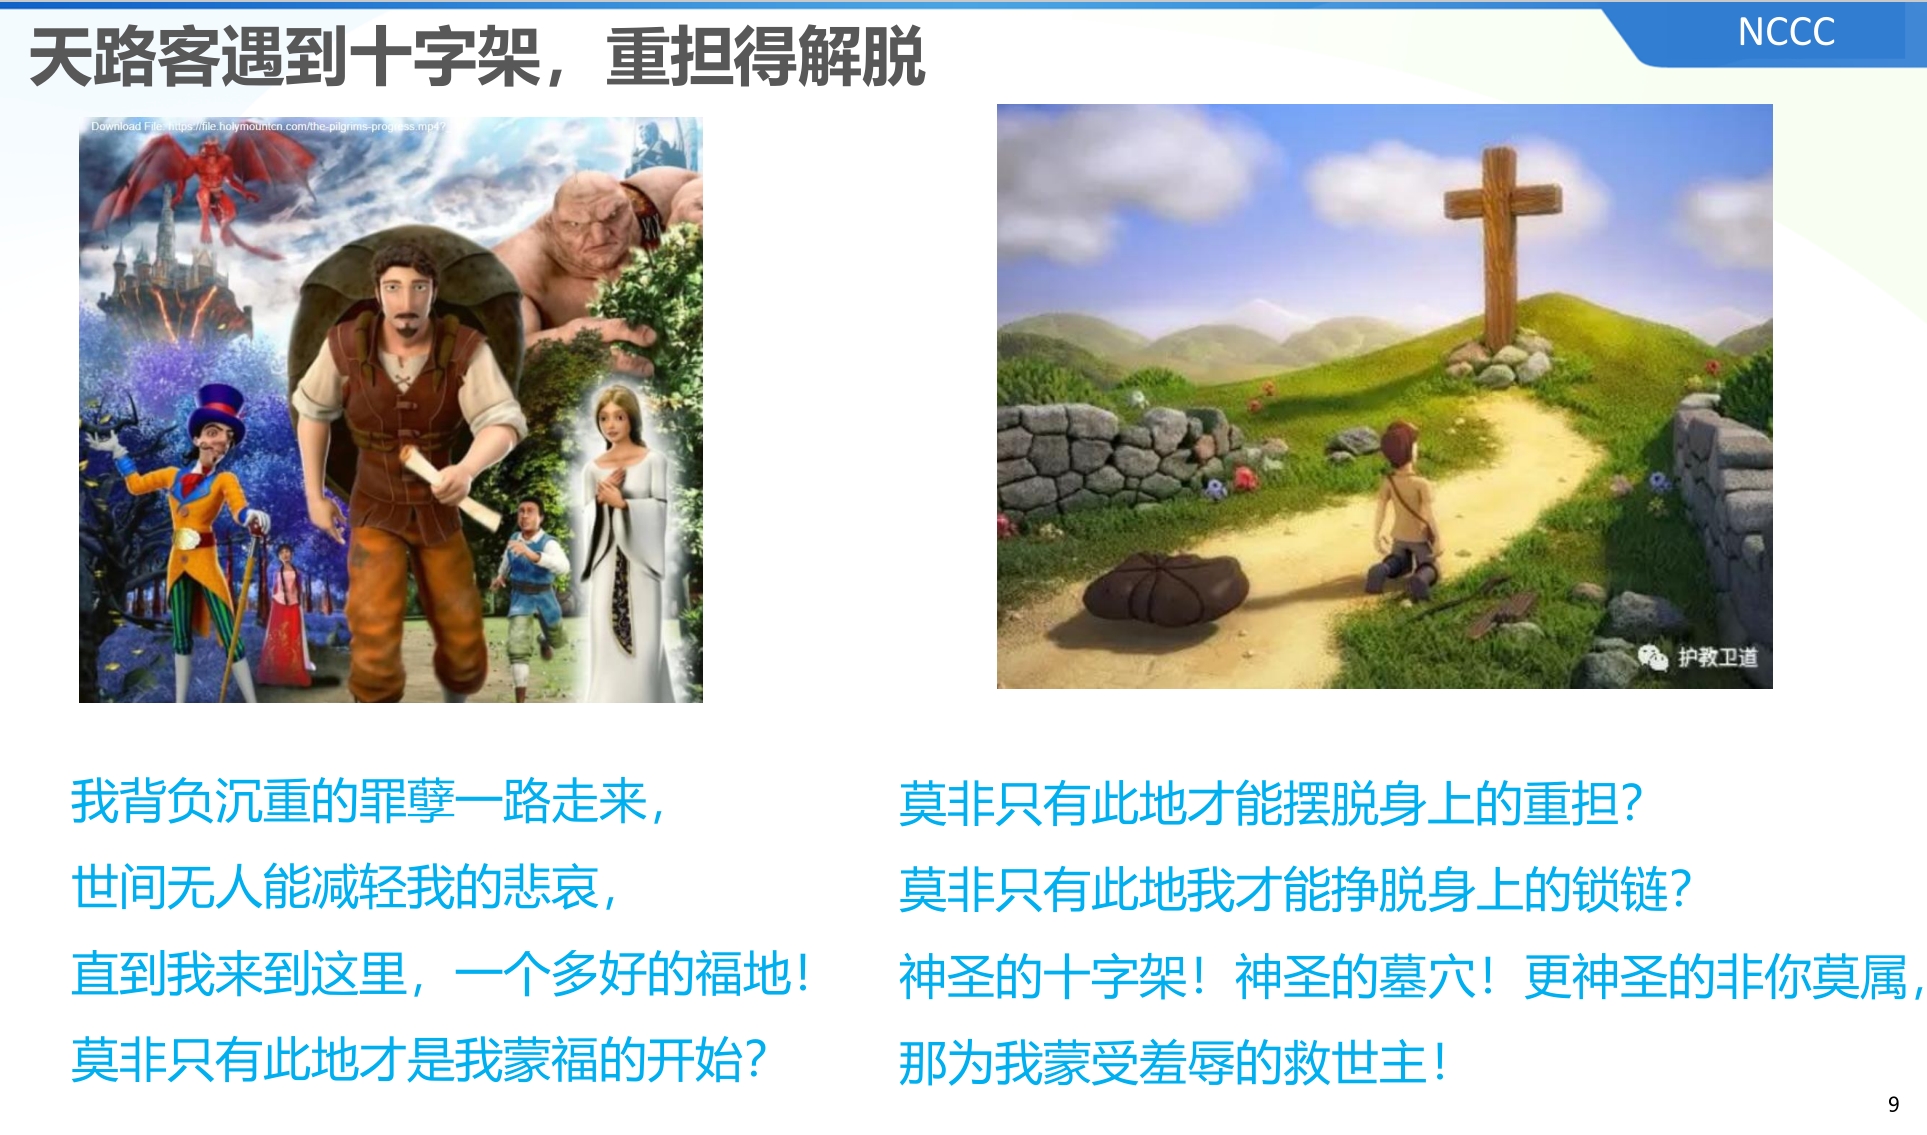 NCCC
天路客遇到十字架，重担得解脱
Download File: https://file.holymountcn.com/the-pilgrims-progress.mp4?
护教卫道
我背负沉重的罪孽一路走来，
世间无人能减轻我的悲哀，
直到我来到这里，一个多好的福地！
莫非只有此地才是我蒙福的开始？
莫非只有此地才能摆脱身上的重担？
莫非只有此地我才能挣脱身上的锁链？
神圣的十字架！神圣的墓穴！更神圣的非你莫属，
那为我蒙受羞辱的救世主！
9